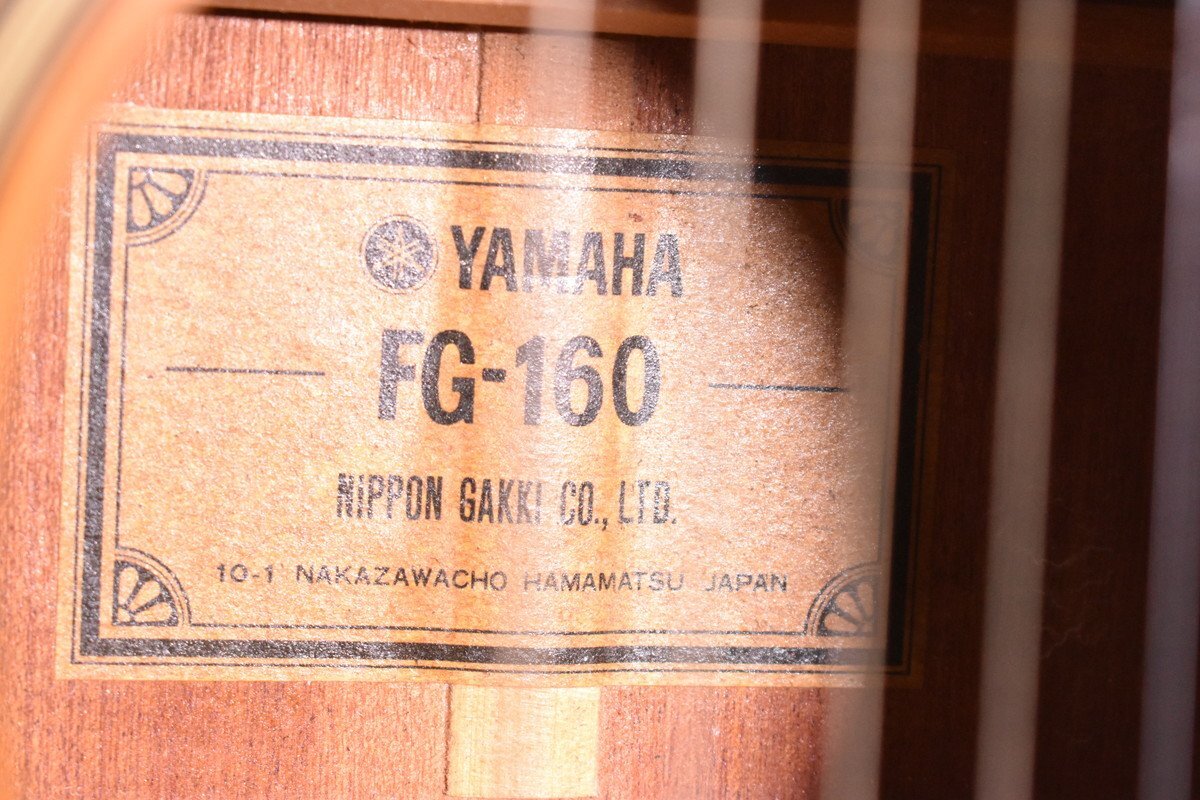 YAMAHA
FG-160
NIPPON GAKKI CO., LTD.
10-1 NAKAZAWACHO HAMAMATSU JAPAN